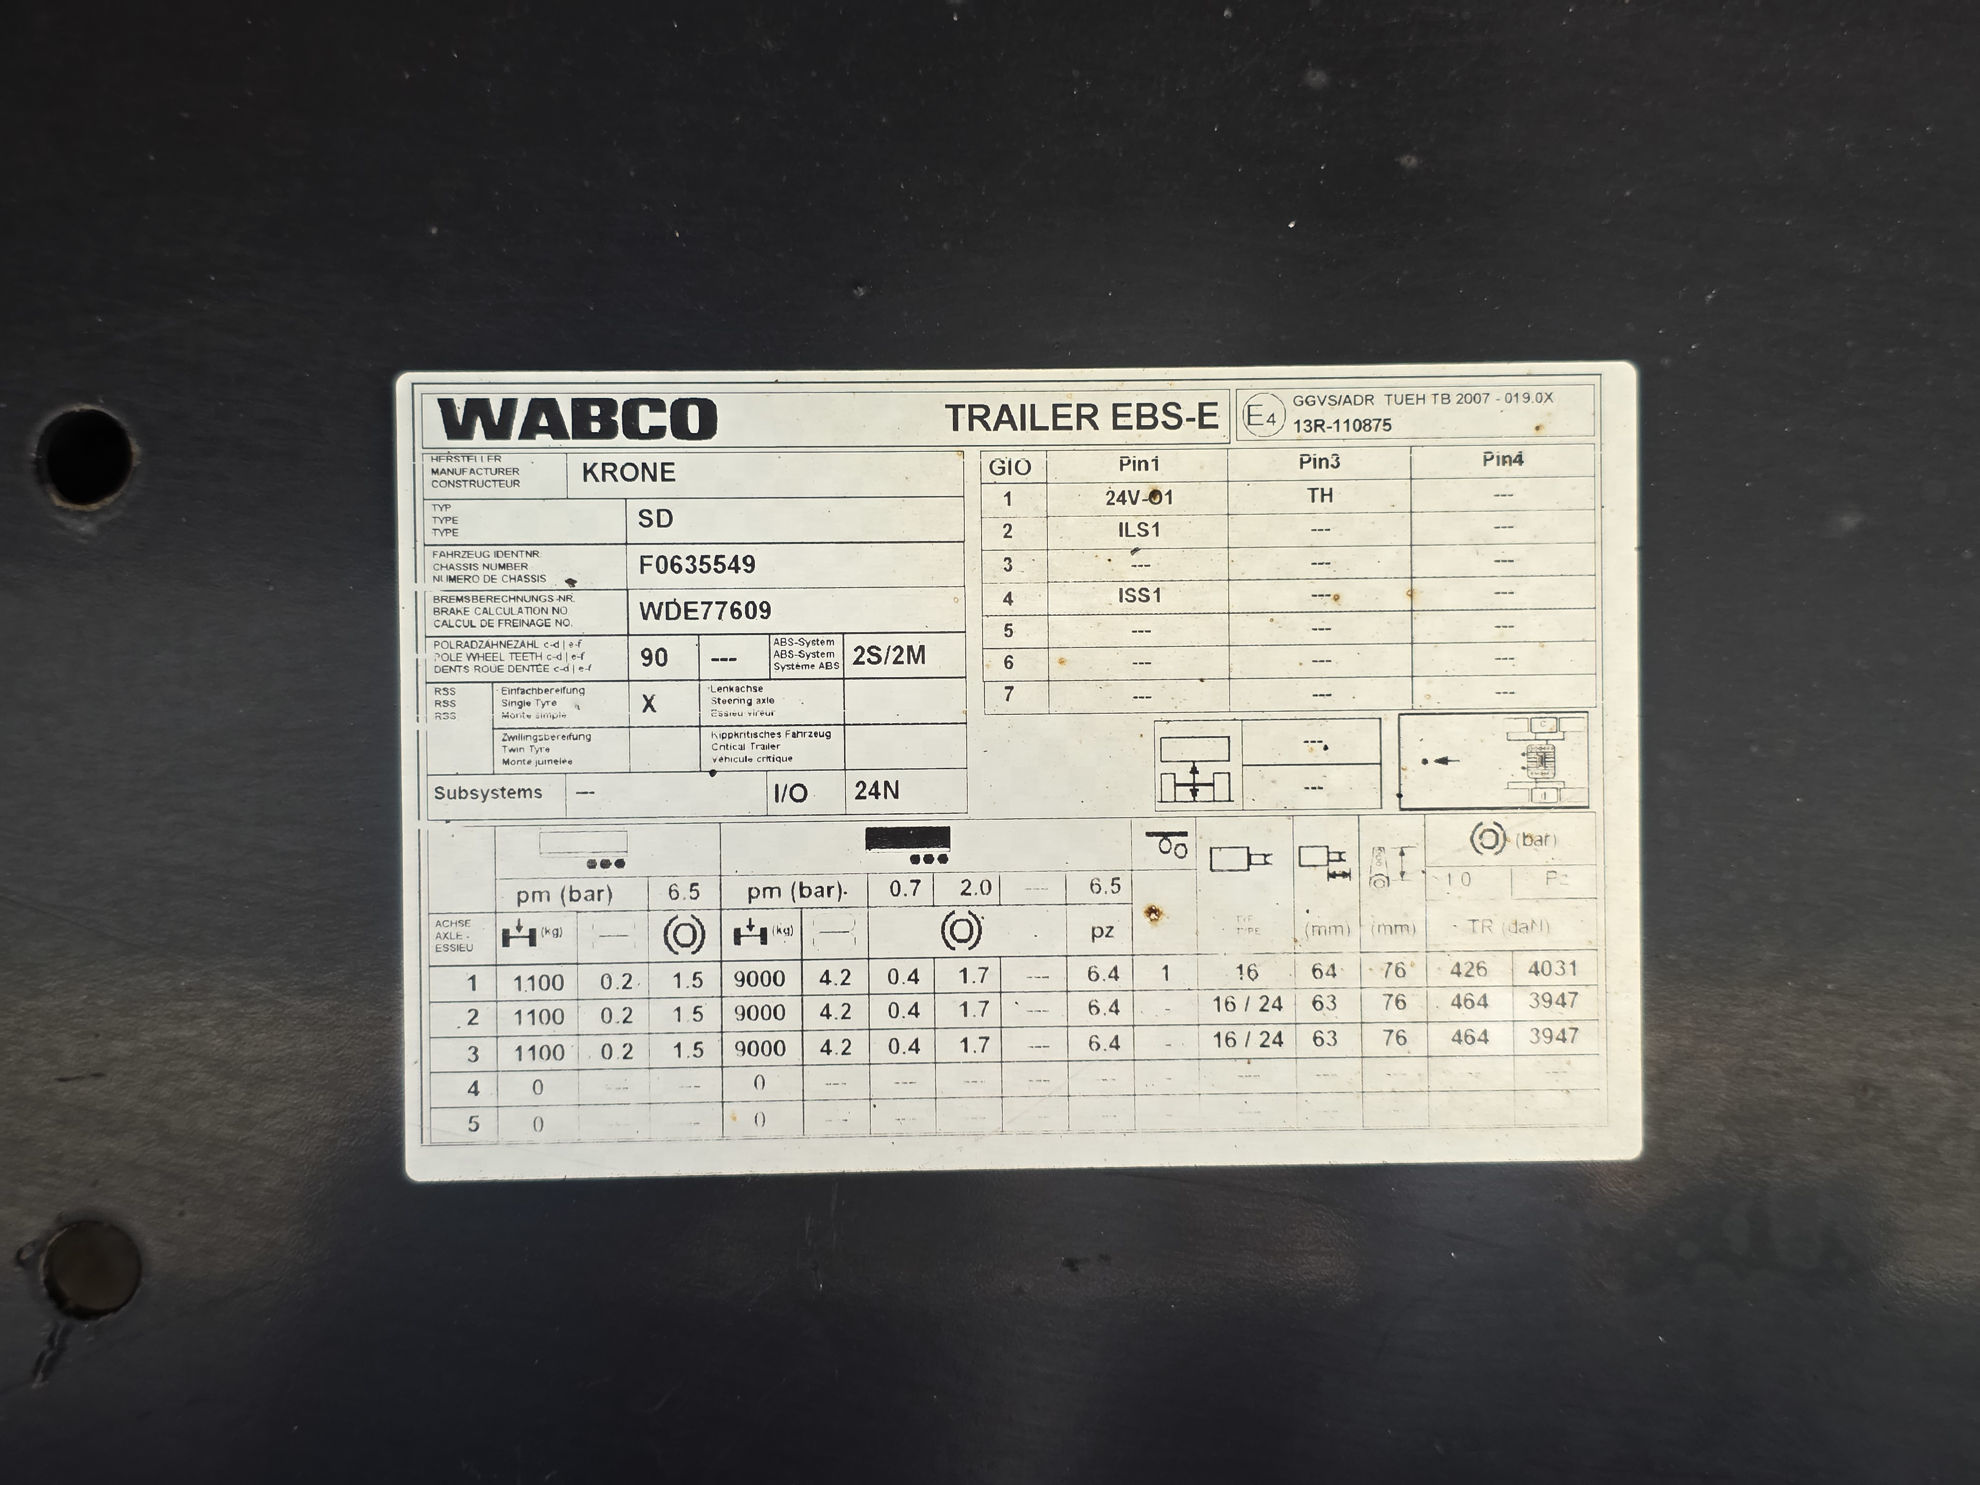 WABCO TRAILER EBS-E E4 GGVS/ADR TUEH TB 2007 - 019.0X
13R-110875
HERSTELLER
MANUFACTURER
CONSTRUCTEUR
KRONE
TYP
TYPE
TYPE
SD
FAHRZEUG IDENTNR.
CHASSIS NUMBER
NUMERO DE CHASSIS
F0635549
BREMSBERECHNUNGS-NR.
BRAKE CALCULATION NO.
CALCUL DE FREINAGE NO.
WDE77609
POLRADZAHNEZAHL c-d | e-f
POLE WHEEL TEETH c-d | e-f
DENTS ROUE DENTÉE c-d | e-f
90 ---
ABS-System
ABS-System
Système ABS
2S/2M
RSS
RSS
RSS
Einfachbereifung
Single Tyre
Monte simple
X
Lenkachse
Steering axle
Essieu vireur
Zwillingsbereifung
Twin Tyre
Monte jumelée
Kippkritisches Fahrzeug
Critical Trailer
Véhicule critique
Subsystems --- I/O 24N
GIO Pin1 Pin3 Pin4
1 24V-O1 TH ---
2 ILS1 --- ---
3 --- --- ---
4 ISS1 --- ---
5 --- --- ---
6 --- --- ---
7 --- --- ---
---
---
(bar)
pm (bar) 6.5 pm (bar) 0.7 2.0 --- 6.5 1.0
ACHSE
AXLE
ESSIEU
(kg) (kg) pz TYPE (mm) (mm) TR (daN)
1 1100 0.2 1.5 9000 4.2 0.4 1.7 --- 6.4 1 16 64 76 426 4031
2 1100 0.2 1.5 9000 4.2 0.4 1.7 --- 6.4 - 16 / 24 63 76 464 3947
3 1100 0.2 1.5 9000 4.2 0.4 1.7 --- 6.4 - 16 / 24 63 76 464 3947
4 0 --- --- 0 --- --- --- --- --- - --- --- --- --- ---
5 0 --- --- 0 --- --- --- --- --- - --- --- --- --- ---